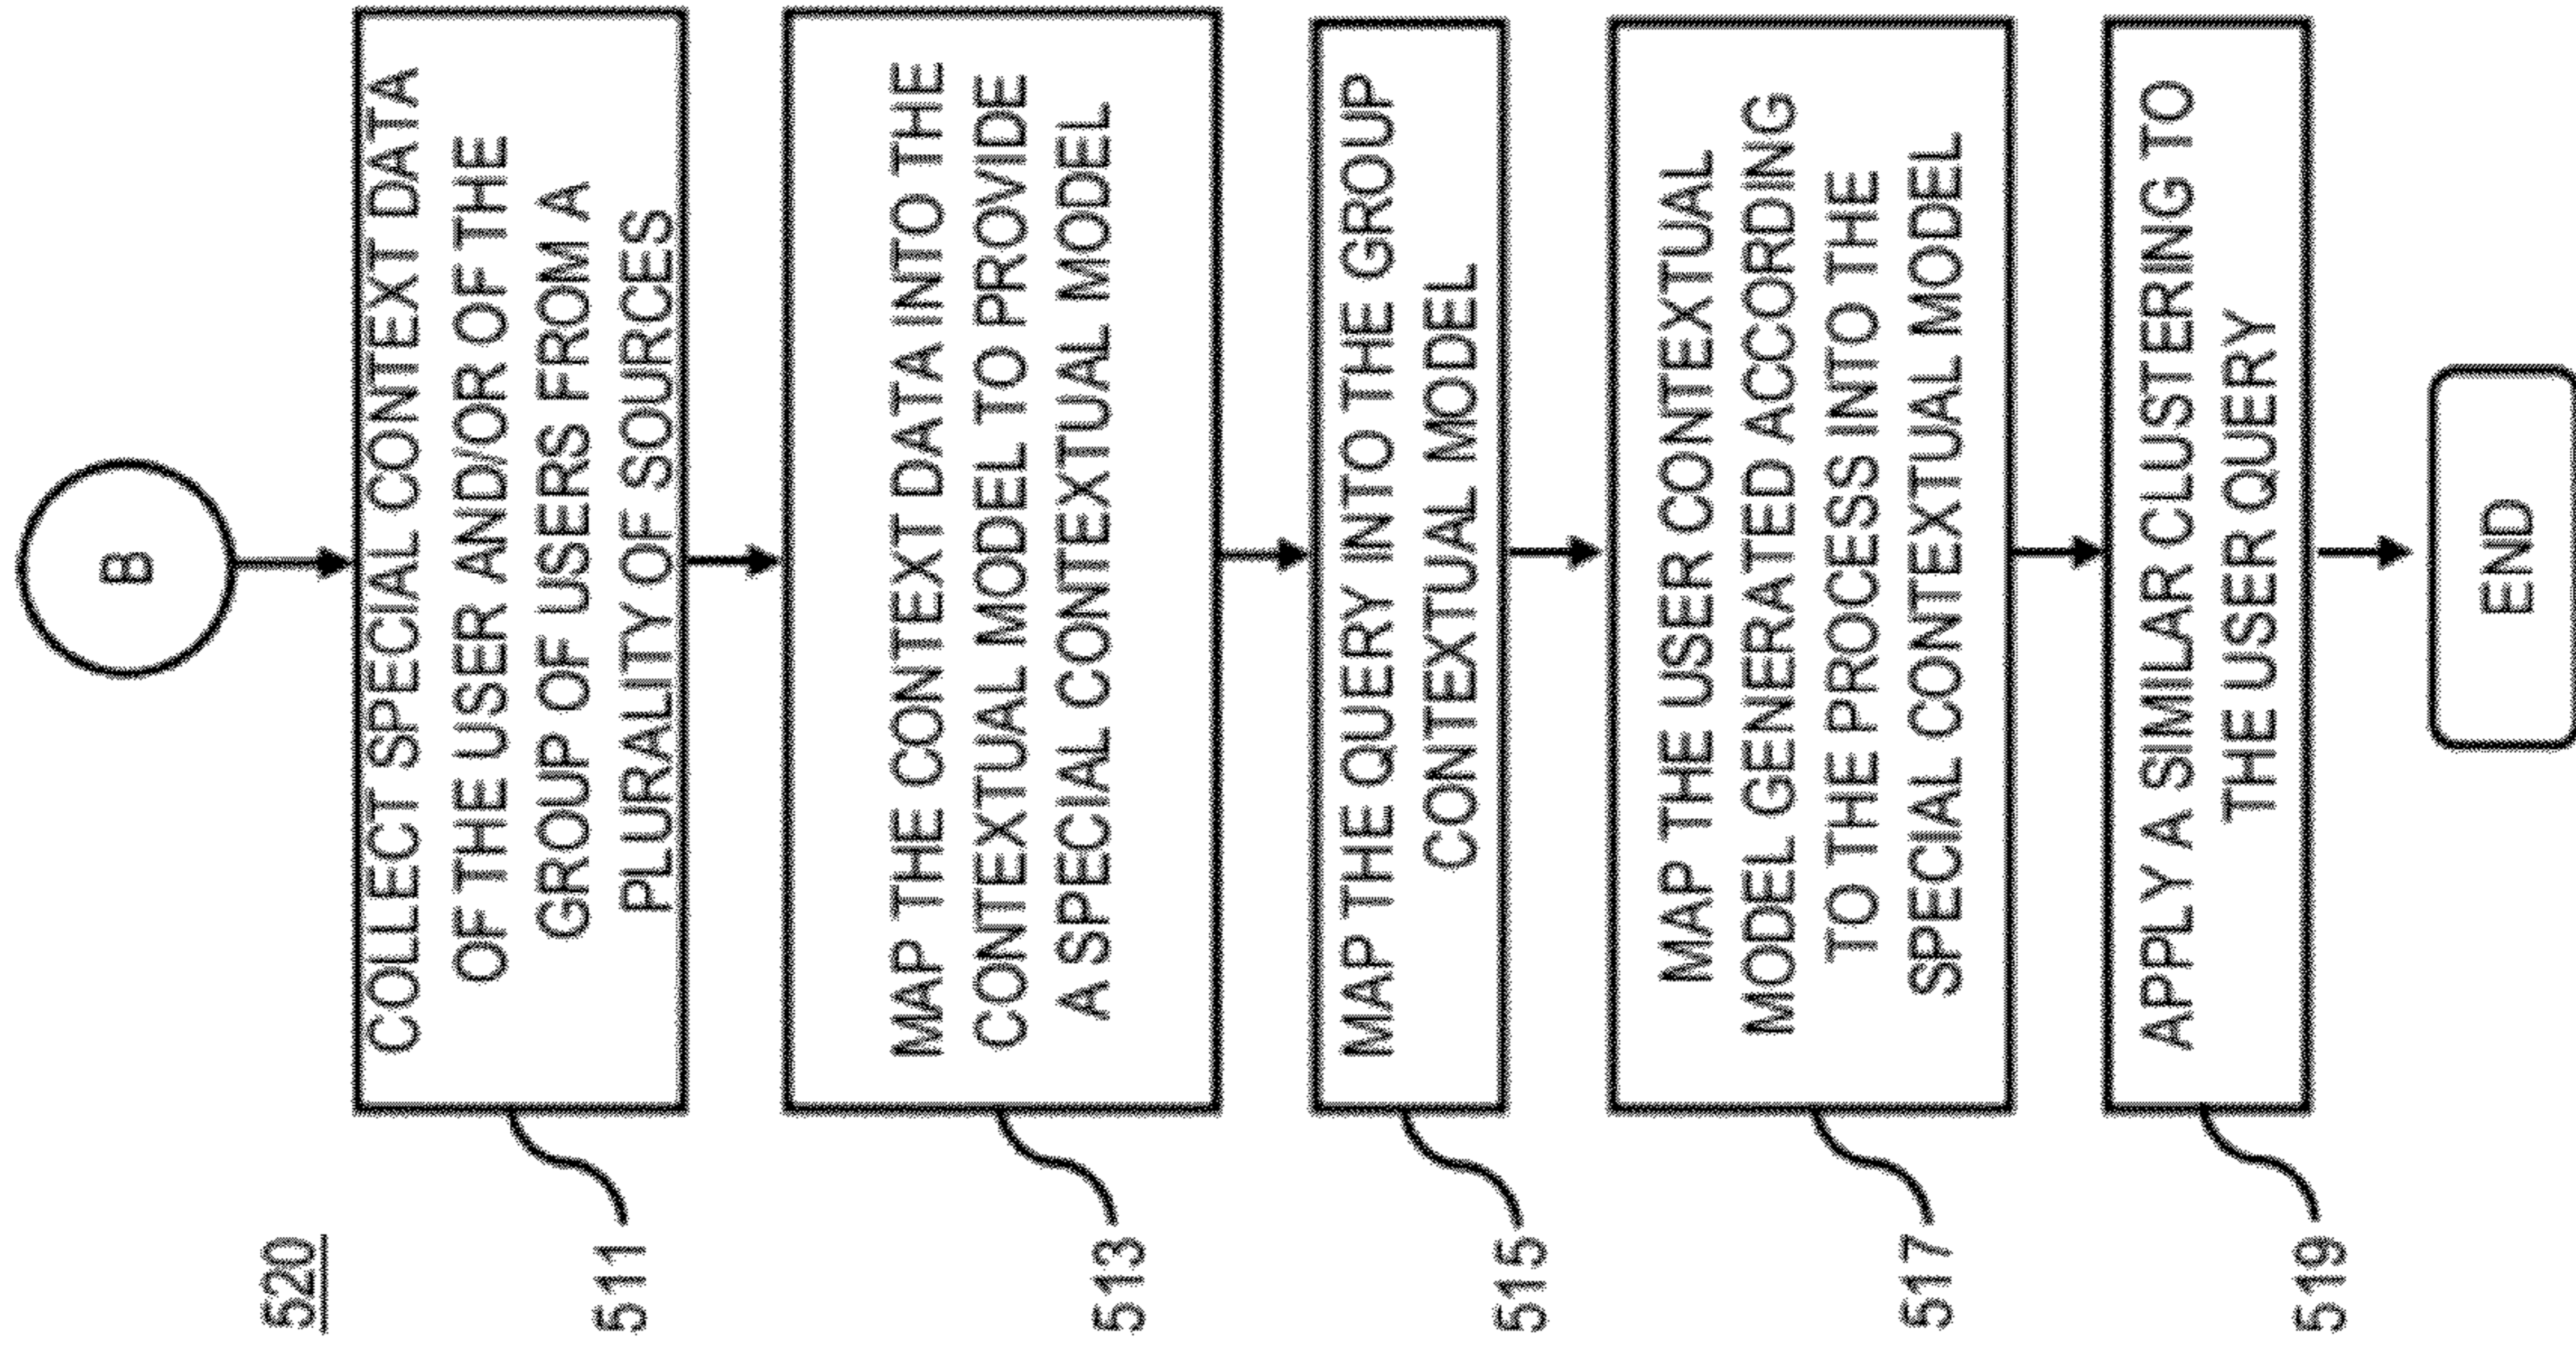 520
B
511
COLLECT SPECIAL CONTEXT DATA
OF THE USER AND/OR OF THE
GROUP OF USERS FROM A
PLURALITY OF SOURCES
513
MAP THE CONTEXT DATA INTO THE
CONTEXTUAL MODEL TO PROVIDE
A SPECIAL CONTEXTUAL MODEL
515
MAP THE QUERY INTO THE GROUP
CONTEXTUAL MODEL
517
MAP THE USER CONTEXTUAL
MODEL GENERATED ACCORDING
TO THE PROCESS INTO THE
SPECIAL CONTEXTUAL MODEL
519
APPLY A SIMILAR CLUSTERING TO
THE USER QUERY
END